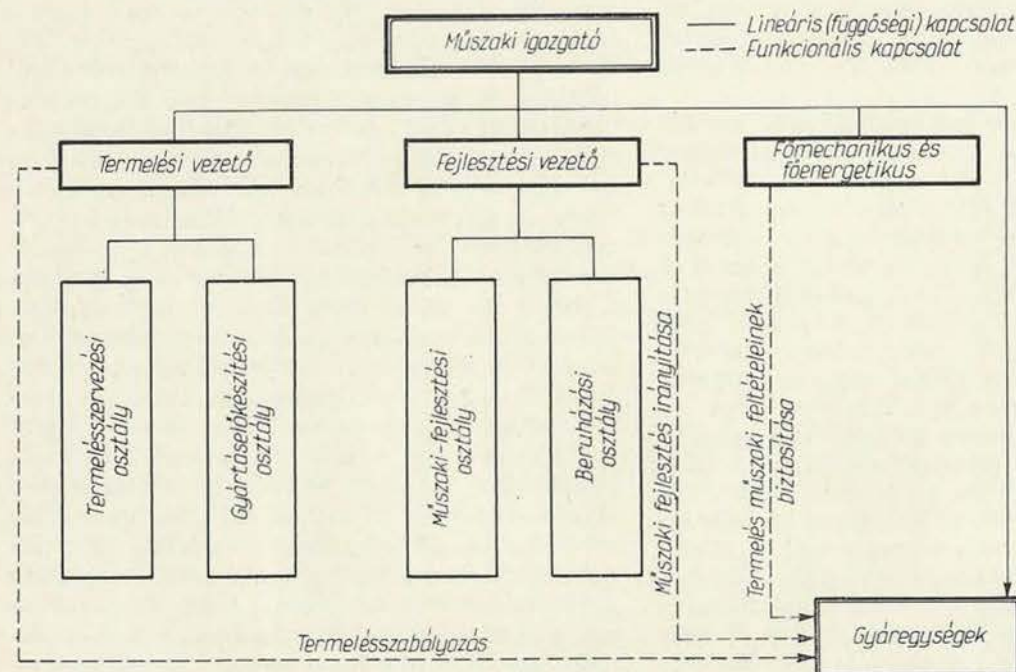 Műszaki igazgató
Lineáris (függőségi) kapcsolat
Funkcionális kapcsolat
Termelési vezető
Fejlesztési vezető
Főmechanikus és
főenergetikus
Termelésszervezési
osztály
Gyártáselőkészítési
osztály
Műszaki-fejlesztési
osztály
Beruházási
osztály
Műszaki fejlesztés irányítása
Termelés műszaki feltételeinek
biztosítása
Termelésszabályozás
Gyáregységek